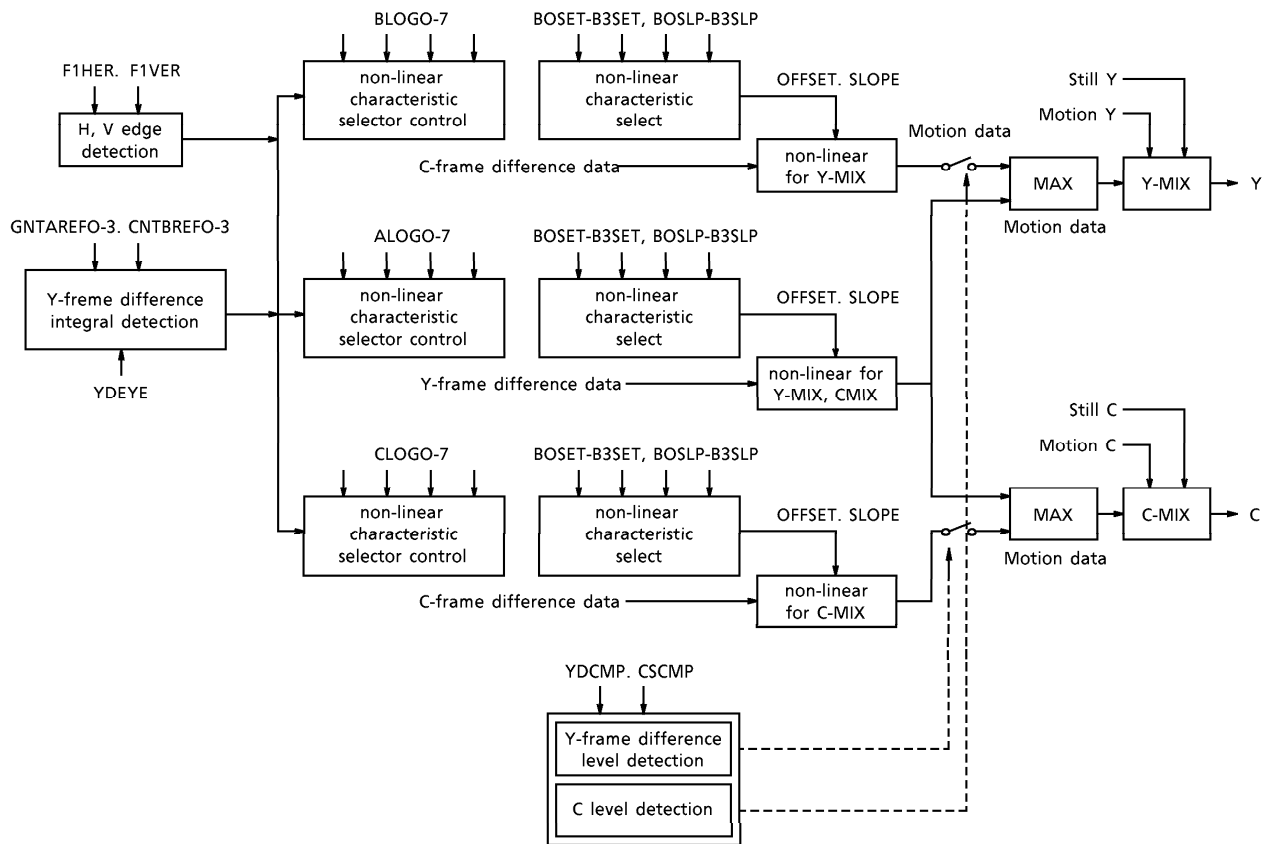 BLOGO-7
BOSET-B3SET, BOSLP-B3SLP
F1HER. F1VER
non-linear
characteristic
selector control
non-linear
characteristic
select
OFFSET. SLOPE
Still Y
Motion Y
H, V edge
detection
Motion data
C-frame difference data
non-linear
for Y-MIX
MAX
Y-MIX
Y
Motion data
GNTAREFO-3. CNTBREFO-3
ALOGO-7
BOSET-B3SET, BOSLP-B3SLP
Y-freme difference
integral detection
non-linear
characteristic
selector control
non-linear
characteristic
select
OFFSET. SLOPE
YDEYE
Y-frame difference data
non-linear for
Y-MIX, CMIX
Still C
Motion C
CLOGO-7
BOSET-B3SET, BOSLP-B3SLP
non-linear
characteristic
selector control
non-linear
characteristic
select
OFFSET. SLOPE
MAX
C-MIX
C
Motion data
C-frame difference data
non-linear
for C-MIX
YDCMP. CSCMP
Y-frame difference
level detection
C level detection